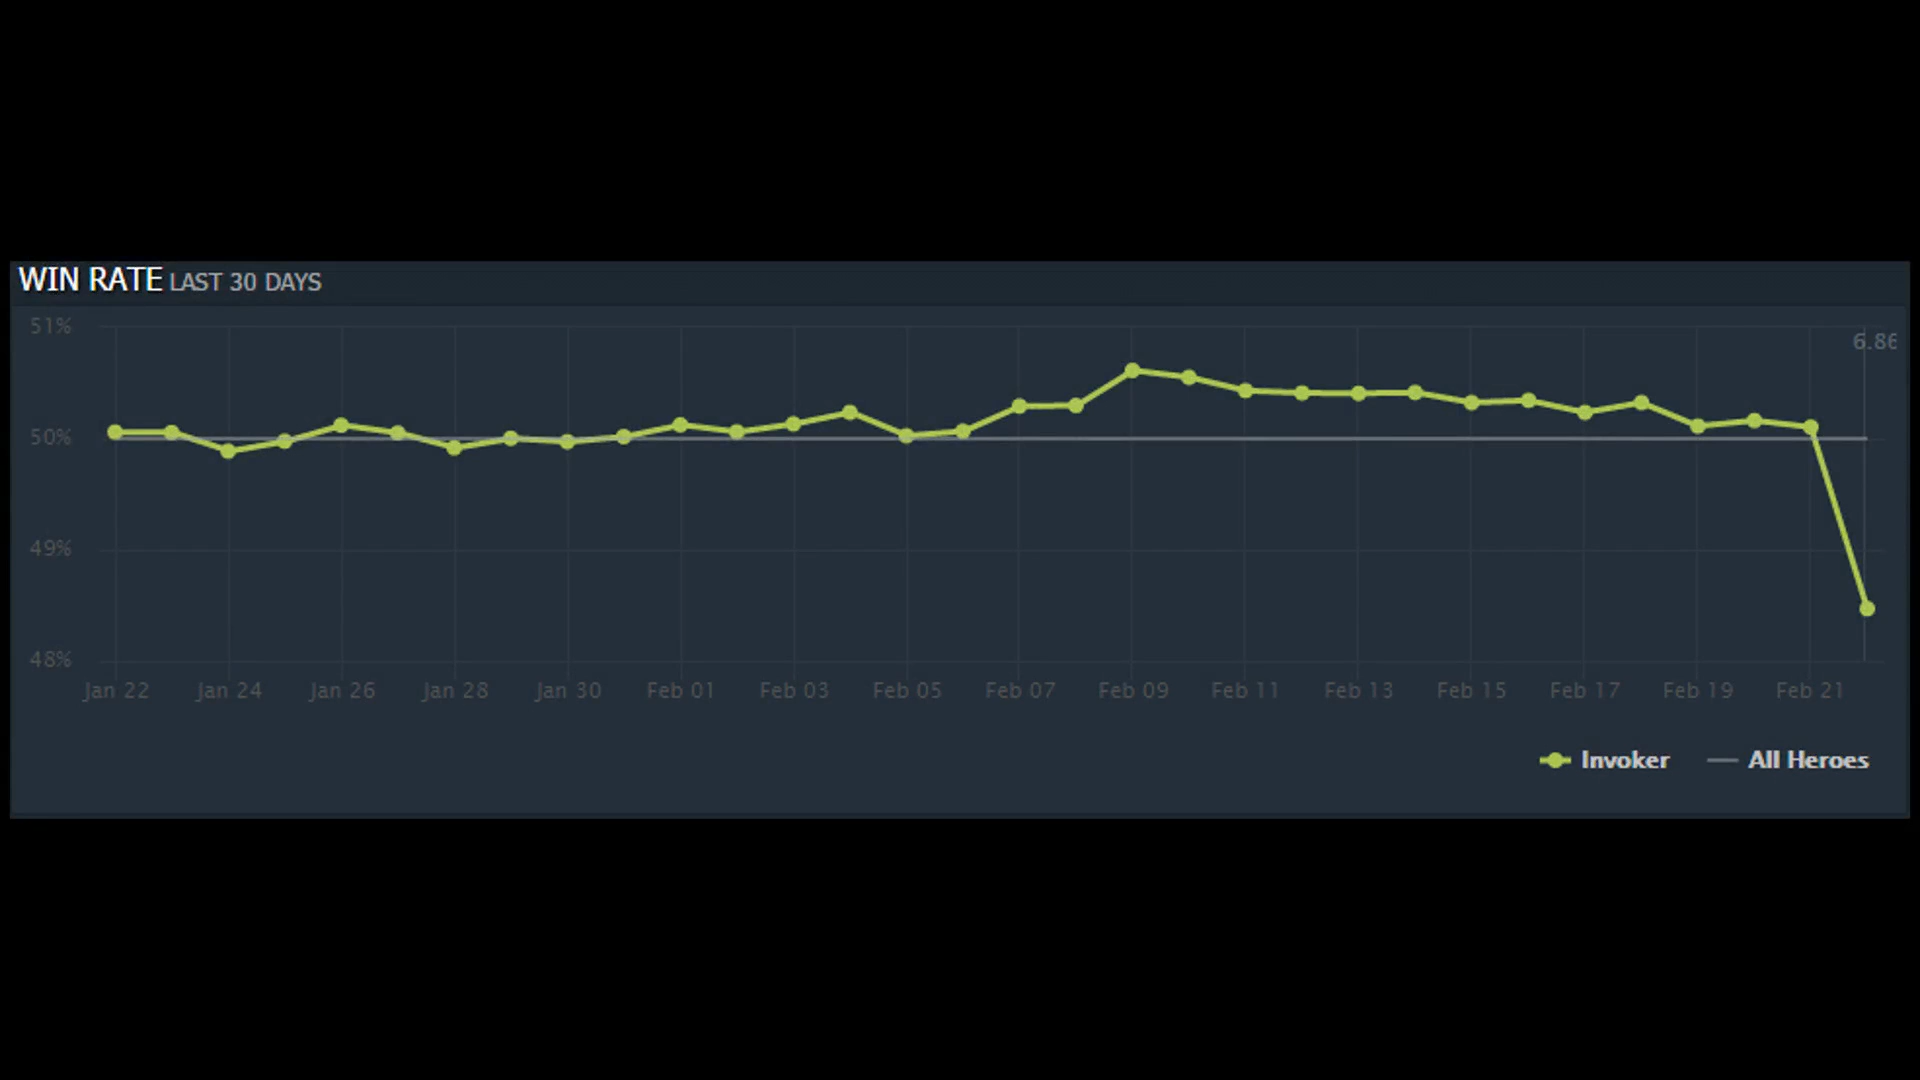 WIN RATE LAST 30 DAYS
51%
6.86
50%
49%
48%
Jan 22 Jan 24 Jan 26 Jan 28 Jan 30 Feb 01 Feb 03 Feb 05 Feb 07 Feb 09 Feb 11 Feb 13 Feb 15 Feb 17 Feb 19 Feb 21
Invoker All Heroes